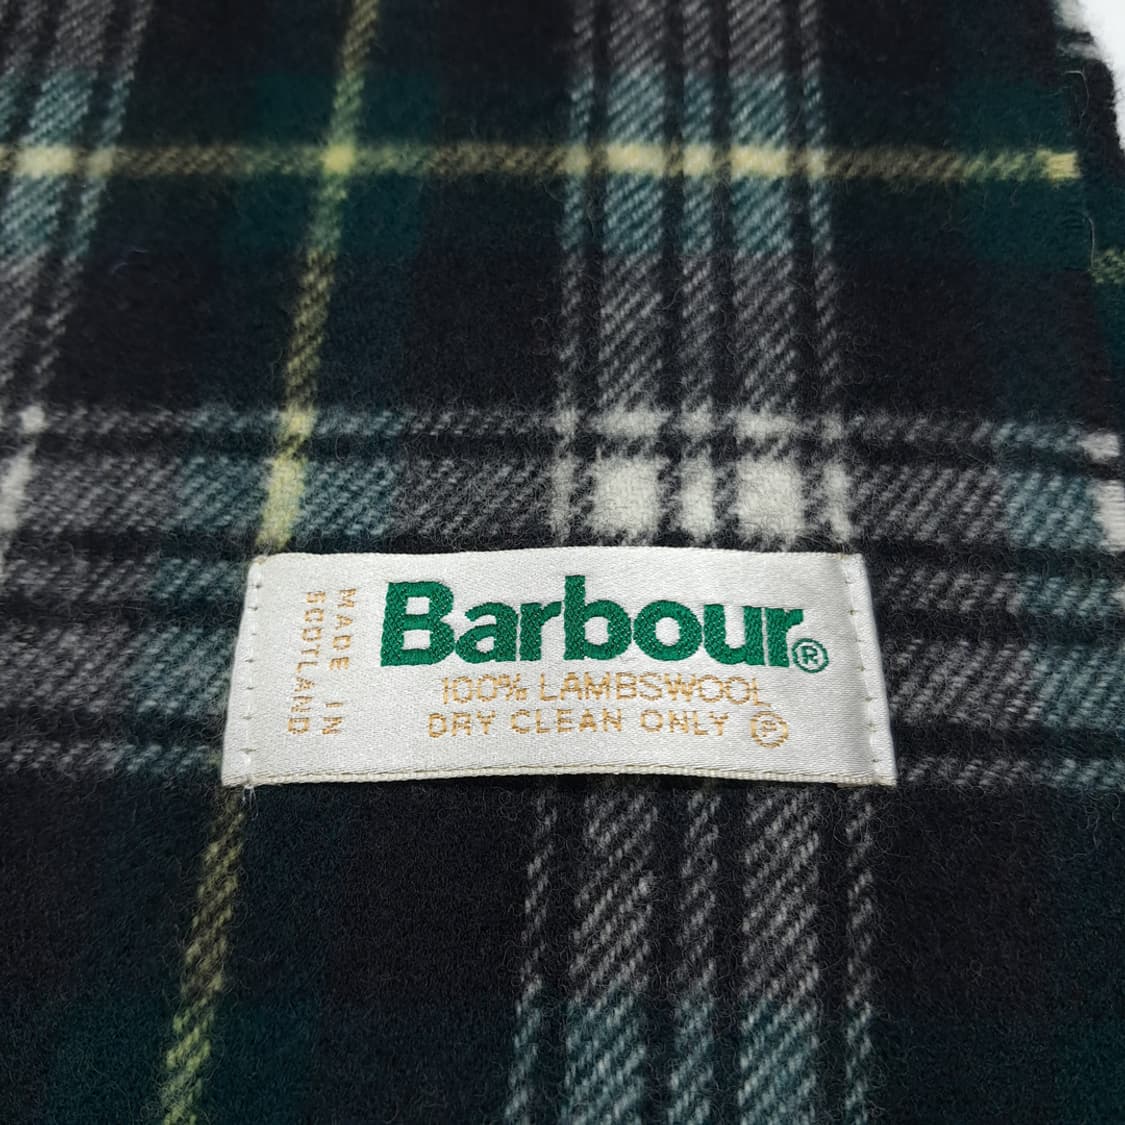 MADE IN
SCOTLAND
Barbour®
100% LAMBSWOOL
DRY CLEAN ONLY Ⓟ